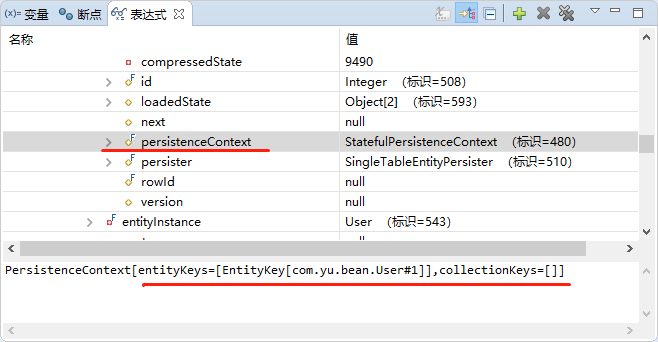 (x)= 变量 断点 表达式
名称 值
compressedState 9490
id Integer （标识=508）
loadedState Object[2] （标识=593）
next null
persistenceContext StatefulPersistenceContext （标识=480）
persister SingleTableEntityPersister （标识=510）
rowId null
version null
entityInstance User （标识=543）
PersistenceContext[entityKeys=[EntityKey[com.yu.bean.User#1]],collectionKeys=[]]